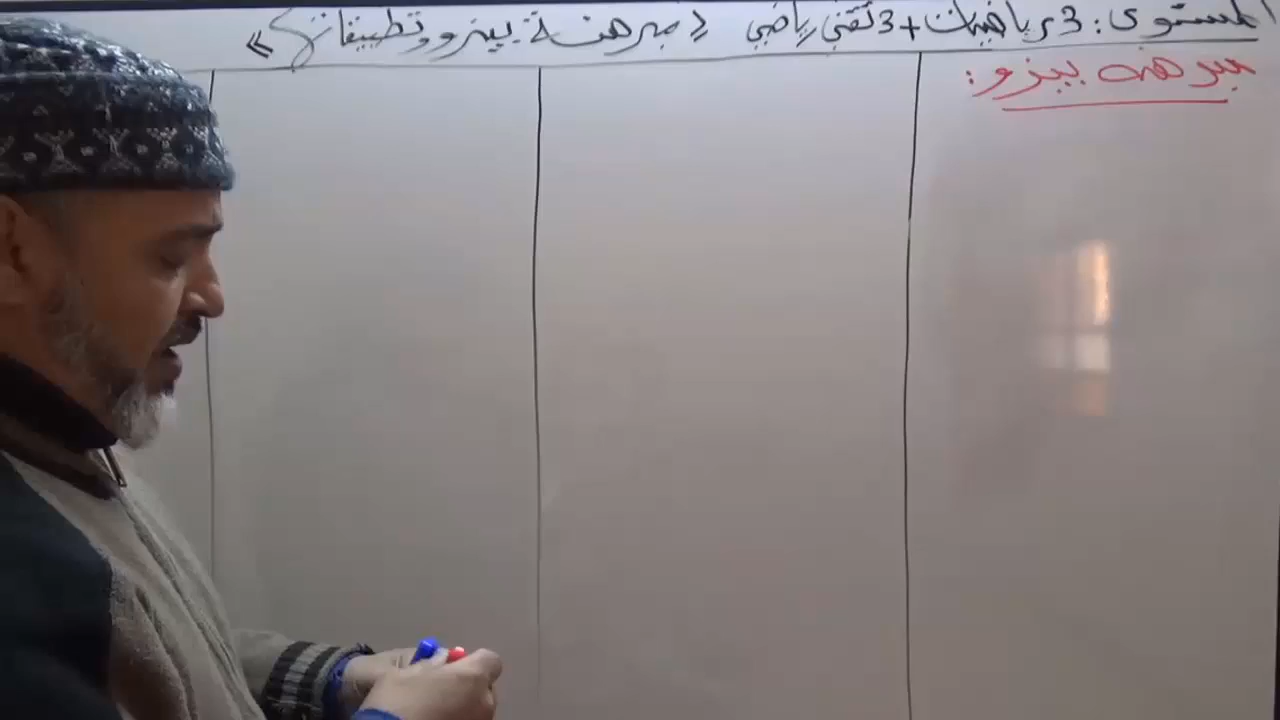 المستوى: 3 رياضيات + 3 تقني رياضي « مبرهنة بيزو وتطبيقاتها »
مبرهنة بيزو: